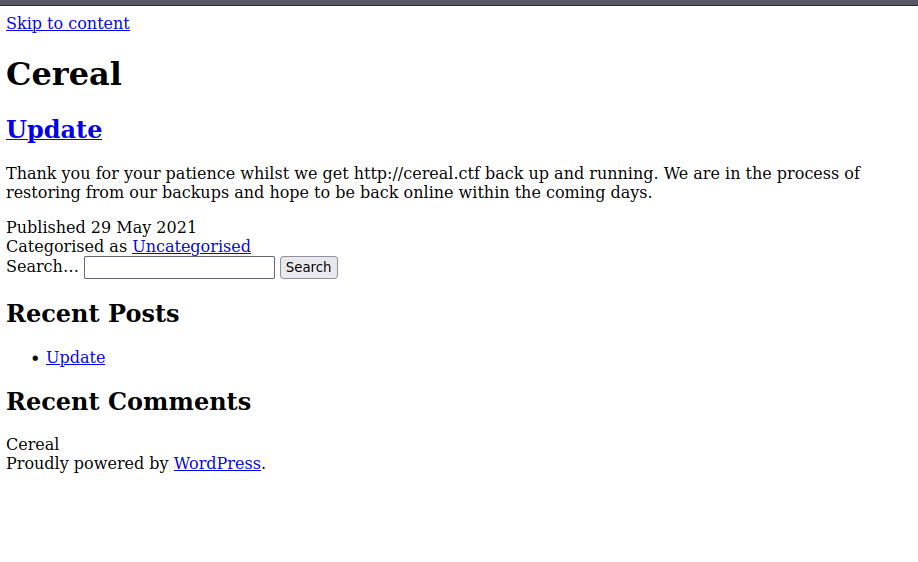 Skip to content
Cereal
Update
Thank you for your patience whilst we get http://cereal.ctf back up and running. We are in the process of
restoring from our backups and hope to be back online within the coming days.
Published 29 May 2021
Categorised as Uncategorised
Search… Search
Recent Posts
• Update
Recent Comments
Cereal
Proudly powered by WordPress.